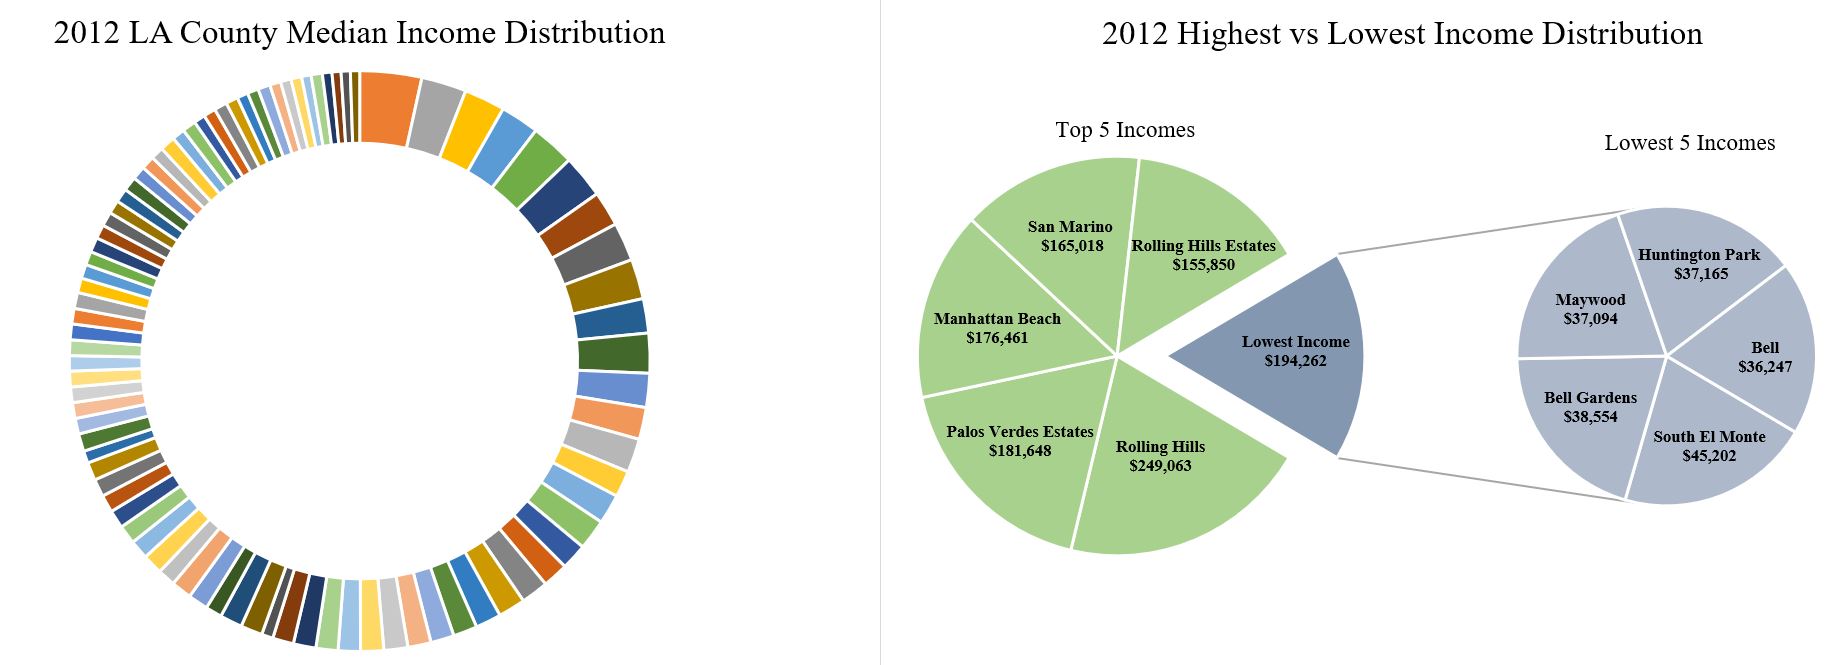 2012 LA County Median Income Distribution
2012 Highest vs Lowest Income Distribution
Top 5 Incomes
San Marino
$165,018
Rolling Hills Estates
$155,850
Manhattan Beach
$176,461
Palos Verdes Estates
$181,648
Rolling Hills
$249,063
Lowest Income
$194,262
Lowest 5 Incomes
Huntington Park
$37,165
Maywood
$37,094
Bell
$36,247
Bell Gardens
$38,554
South El Monte
$45,202